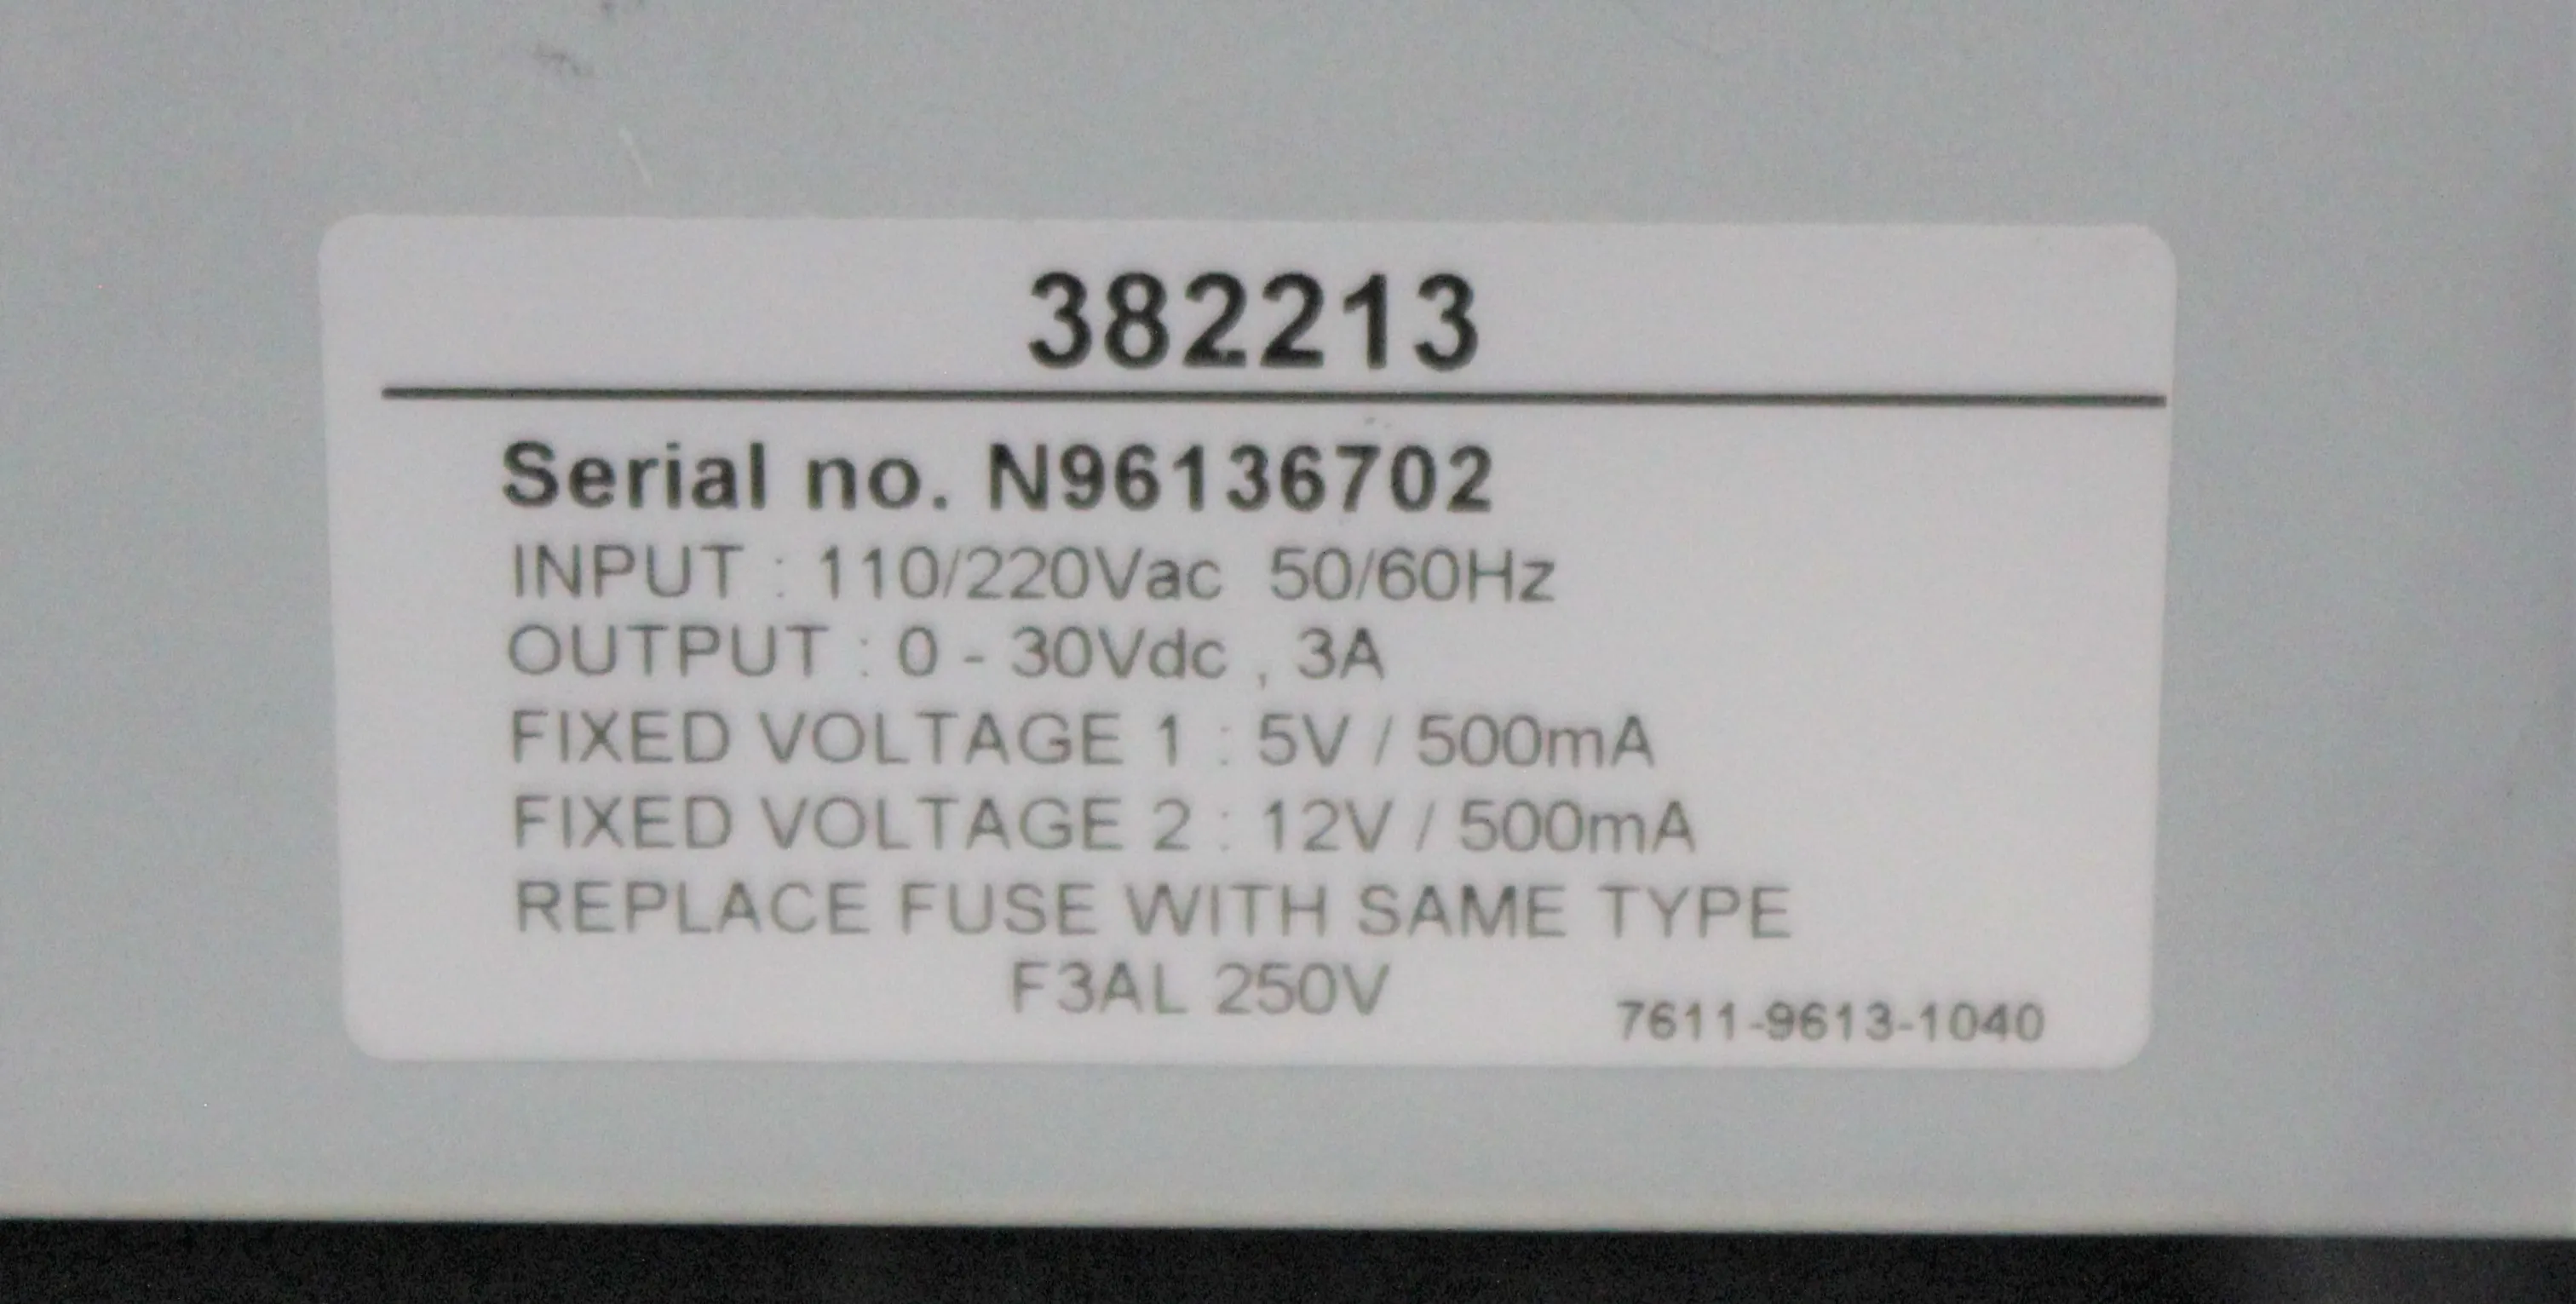 382213
Serial no. N96136702
INPUT : 110/220Vac 50/60Hz
OUTPUT : 0 - 30Vdc , 3A
FIXED VOLTAGE 1 : 5V / 500mA
FIXED VOLTAGE 2 : 12V / 500mA
REPLACE FUSE WITH SAME TYPE
F3AL 250V
7611-9613-1040